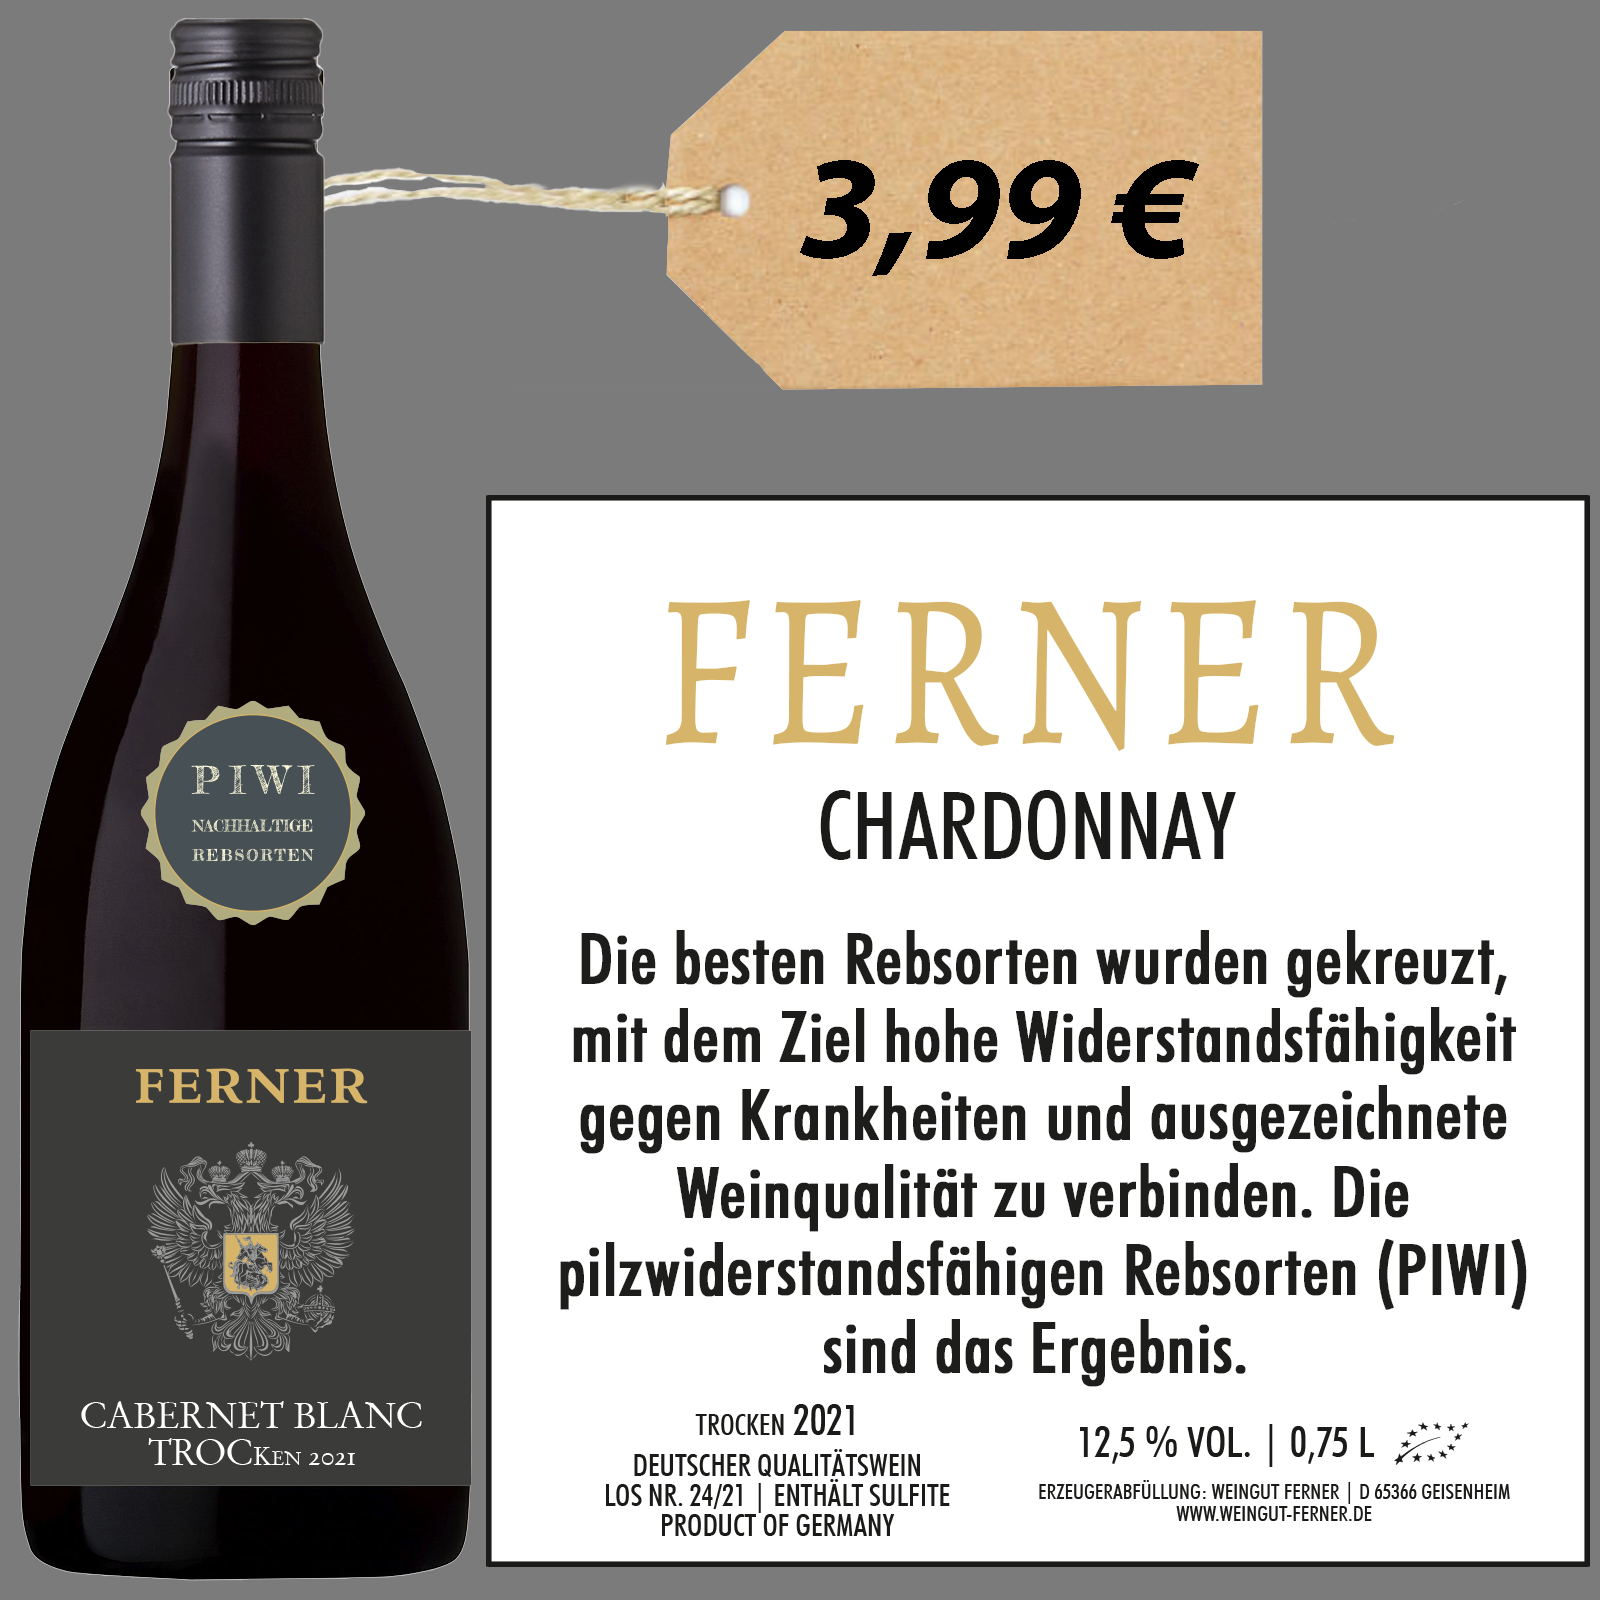 3,99 €
PIWI
NACHHALTIGE
REBSORTEN
FERNER
CABERNET BLANC
TROCKEN 2021
FERNER
CHARDONNAY
Die besten Rebsorten wurden gekreuzt,
mit dem Ziel hohe Widerstandsfähigkeit
gegen Krankheiten und ausgezeichnete
Weinqualität zu verbinden. Die
pilzwiderstandsfähigen Rebsorten (PIWI)
sind das Ergebnis.
TROCKEN 2021
DEUTSCHER QUALITÄTSWEIN
LOS NR. 24/21 | ENTHÄLT SULFITE
PRODUCT OF GERMANY
12,5 % VOL. | 0,75 L
ERZEUGERABFÜLLUNG: WEINGUT FERNER | D 65366 GEISENHEIM
WWW.WEINGUT-FERNER.DE